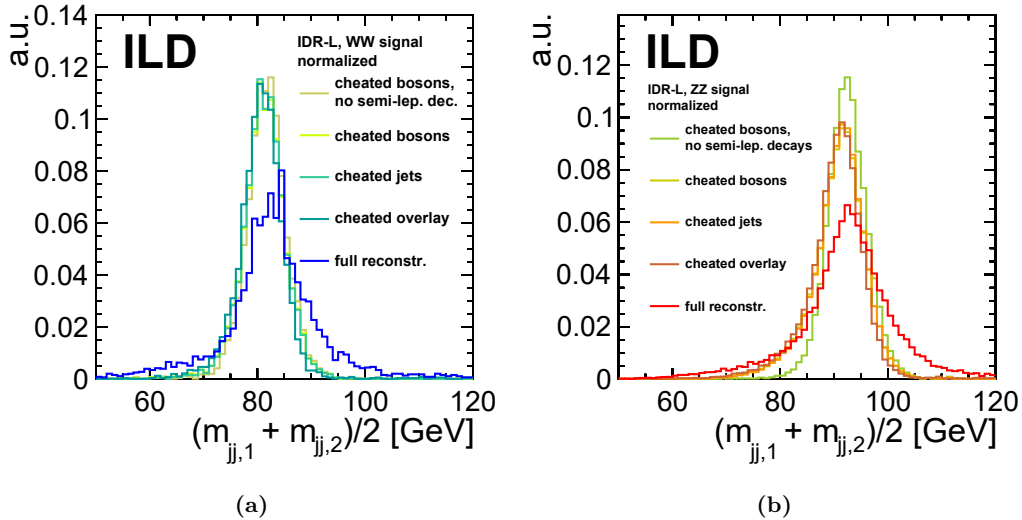 a.u.
0.14
0.12
0.1
0.08
0.06
0.04
0.02
0
ILD
IDR-L, WW signal
normalized
cheated bosons,
no semi-lep. dec.
cheated bosons
cheated jets
cheated overlay
full reconstr.
60 80 100 120
(m_jj,1 + m_jj,2)/2 [GeV]
(a)
a.u.
0.12
0.1
0.08
0.06
0.04
0.02
0
ILD
IDR-L, ZZ signal
normalized
cheated bosons,
no semi-lep. decays
cheated bosons
cheated jets
cheated overlay
full reconstr.
60 80 100 120
(m_jj,1 + m_jj,2)/2 [GeV]
(b)